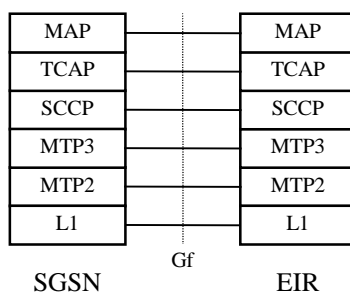 MAP MAP
TCAP TCAP
SCCP SCCP
MTP3 MTP3
MTP2 MTP2
L1 L1
Gf
SGSN EIR